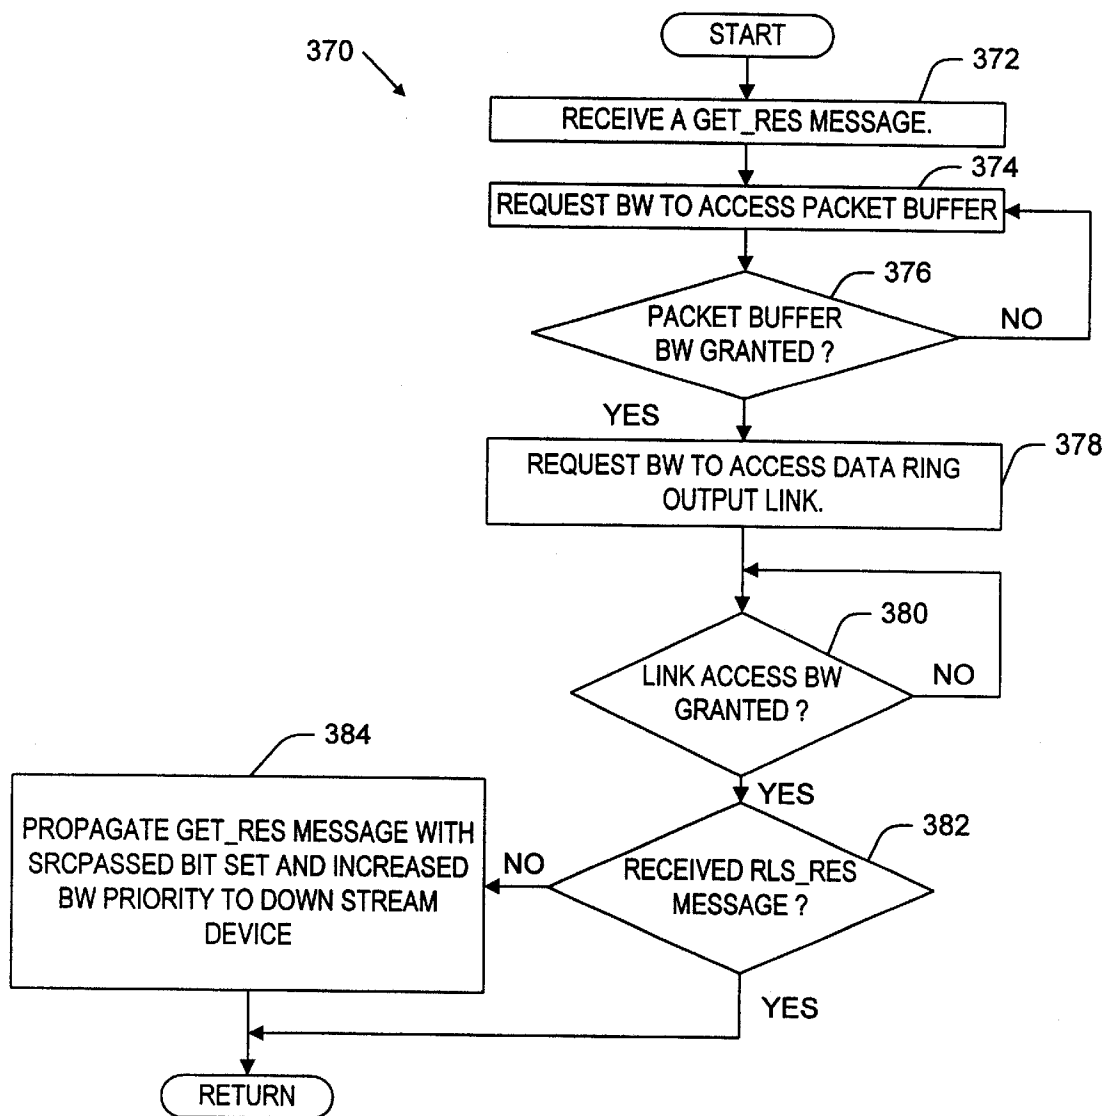 START
370
372
RECEIVE A GET_RES MESSAGE.
374
REQUEST BW TO ACCESS PACKET BUFFER
376
PACKET BUFFER
BW GRANTED ?
NO
YES
378
REQUEST BW TO ACCESS DATA RING
OUTPUT LINK.
380
LINK ACCESS BW
GRANTED ?
NO
YES
384
PROPAGATE GET_RES MESSAGE WITH
SRCPASSED BIT SET AND INCREASED
BW PRIORITY TO DOWN STREAM
DEVICE
NO
382
RECEIVED RLS_RES
MESSAGE ?
YES
RETURN